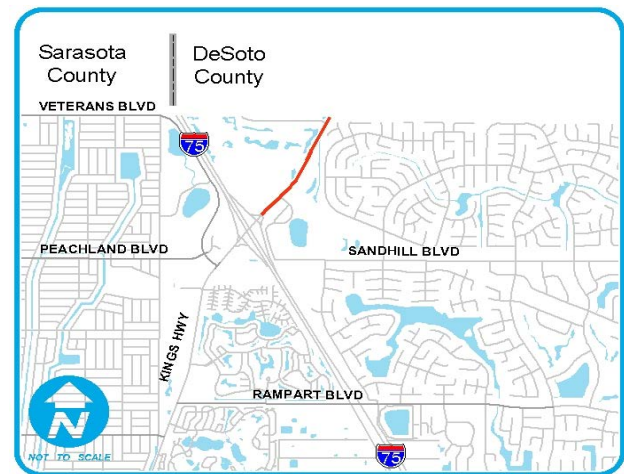 Sarasota
County
DeSoto
County
VETERANS BLVD
75
PEACHLAND BLVD
SANDHILL BLVD
KINGS HWY
RAMPART BLVD
N
NOT TO SCALE
75